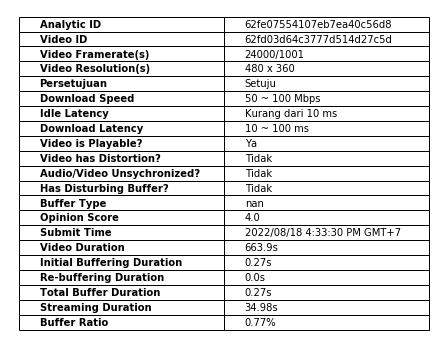 Analytic ID 62fe07554107eb7ea40c56d8
Video ID 62fd03d64c3777d514d27c5d
Video Framerate(s) 24000/1001
Video Resolution(s) 480 x 360
Persetujuan Setuju
Download Speed 50 ~ 100 Mbps
Idle Latency Kurang dari 10 ms
Download Latency 10 ~ 100 ms
Video is Playable? Ya
Video has Distortion? Tidak
Audio/Video Unsychronized? Tidak
Has Disturbing Buffer? Tidak
Buffer Type nan
Opinion Score 4.0
Submit Time 2022/08/18 4:33:30 PM GMT+7
Video Duration 663.9s
Initial Buffering Duration 0.27s
Re-buffering Duration 0.0s
Total Buffer Duration 0.27s
Streaming Duration 34.98s
Buffer Ratio 0.77%